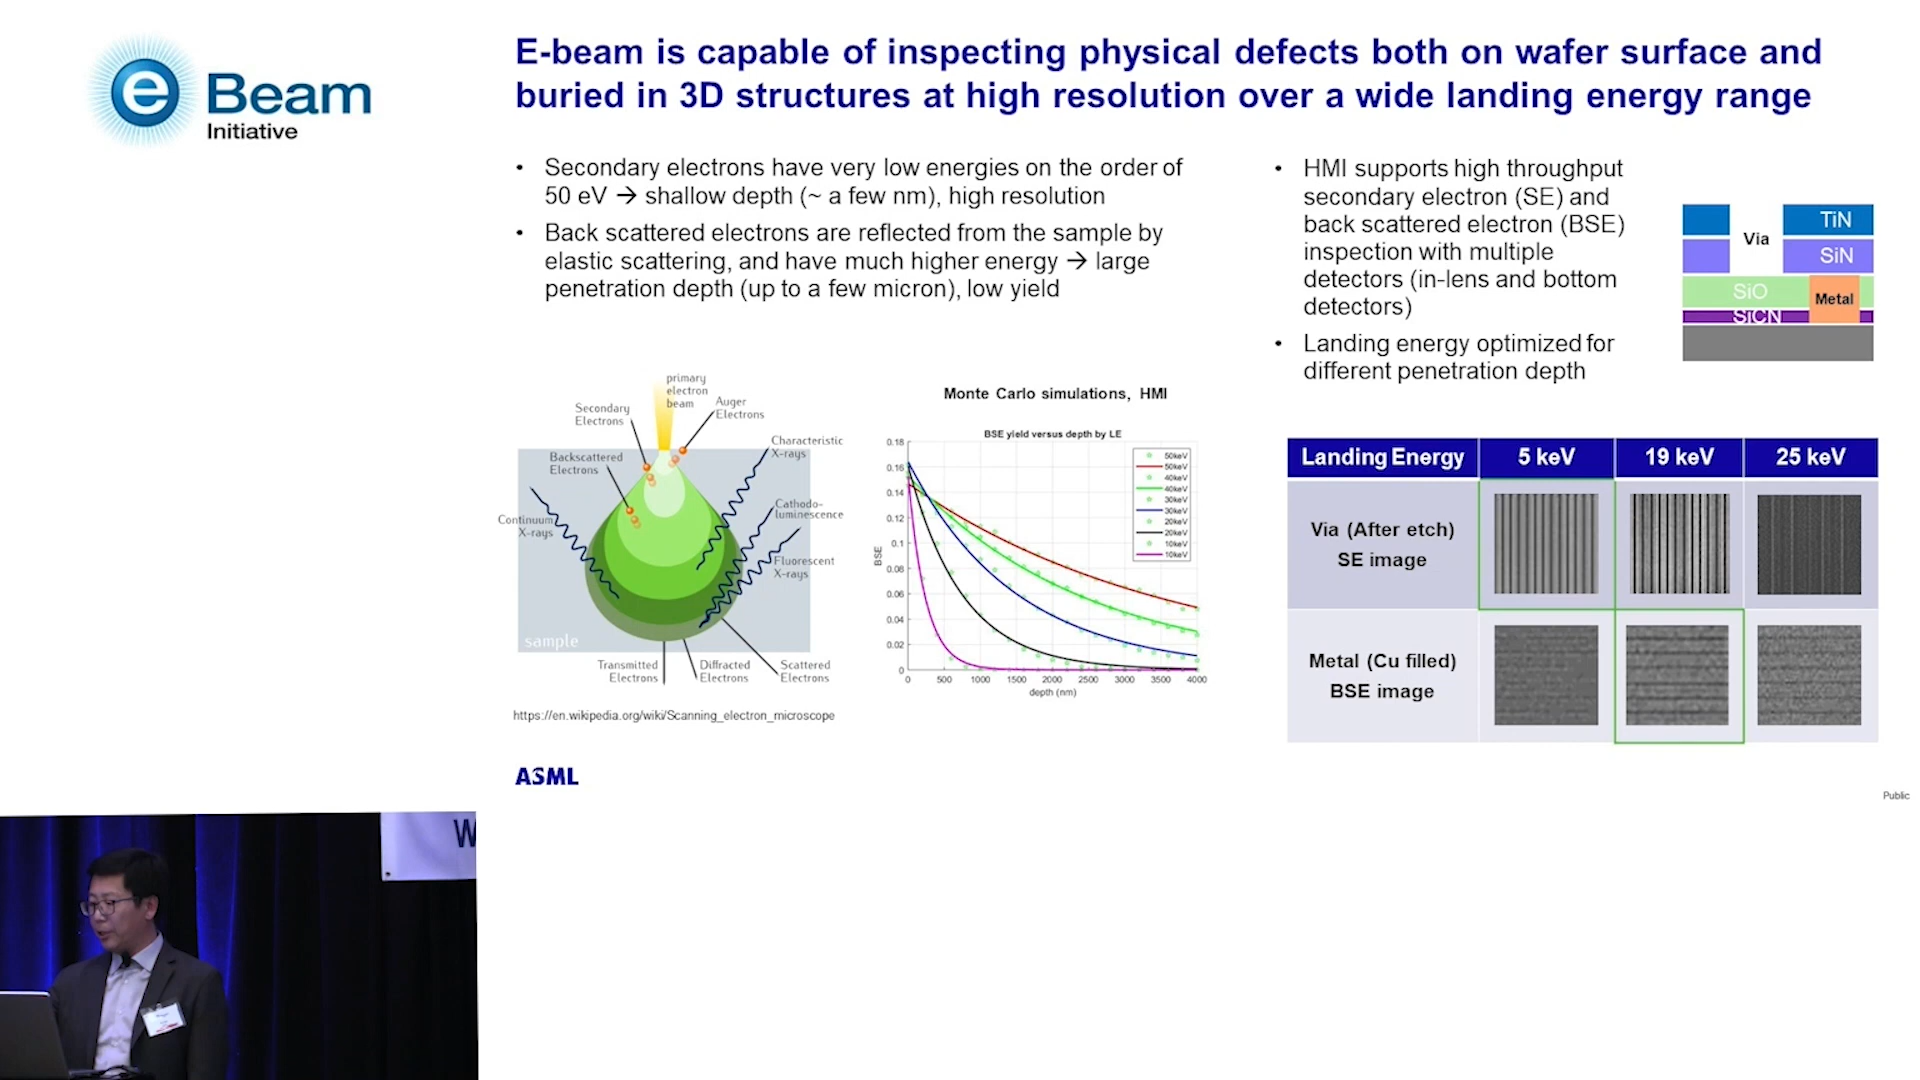 e Beam
Initiative
E-beam is capable of inspecting physical defects both on wafer surface and
buried in 3D structures at high resolution over a wide landing energy range
• Secondary electrons have very low energies on the order of
50 eV → shallow depth (~ a few nm), high resolution
• Back scattered electrons are reflected from the sample by
elastic scattering, and have much higher energy → large
penetration depth (up to a few micron), low yield
• HMI supports high throughput
secondary electron (SE) and
back scattered electron (BSE)
inspection with multiple
detectors (in-lens and bottom
detectors)
• Landing energy optimized for
different penetration depth
Via
TiN
SiN
SiO
Metal
SiCN
primary
electron
beam
Secondary
Electrons
Auger
Electrons
Characteristic
X-rays
Backscattered
Electrons
Cathodo-
luminescence
Continuum
X-rays
Fluorescent
X-rays
sample
Transmitted
Electrons
Diffracted
Electrons
Scattered
Electrons
https://en.wikipedia.org/wiki/Scanning_electron_microscope
Monte Carlo simulations, HMI
BSE yield versus depth by LE
50keV
50keV
40keV
40keV
30keV
30keV
20keV
20keV
10keV
10keV
BSE
0.18
0.16
0.14
0.12
0.1
0.08
0.06
0.04
0.02
0
0 500 1000 1500 2000 2500 3000 3500 4000
depth (nm)
Landing Energy 5 keV 19 keV 25 keV
Via (After etch)
SE image
Metal (Cu filled)
BSE image
ASML
Public
W